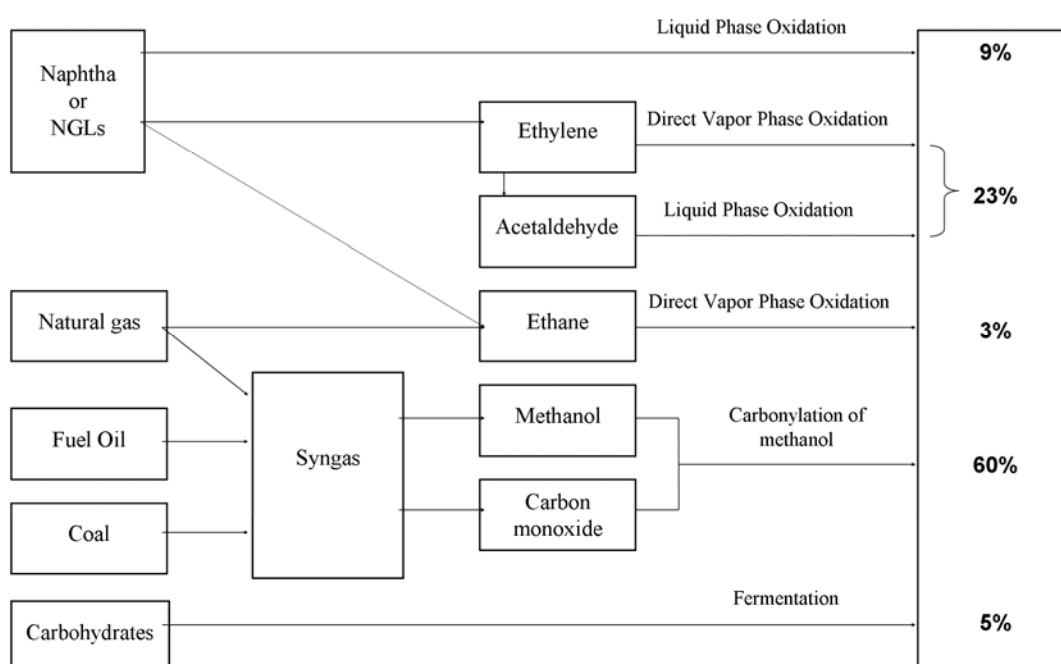 Liquid Phase Oxidation
9%
Naphtha
or
NGLs
Ethylene
Direct Vapor Phase Oxidation
23%
Acetaldehyde
Liquid Phase Oxidation
Natural gas
Ethane
Direct Vapor Phase Oxidation
3%
Methanol
Carbonylation of
methanol
Fuel Oil
Syngas
60%
Carbon
monoxide
Coal
Fermentation
Carbohydrates
5%